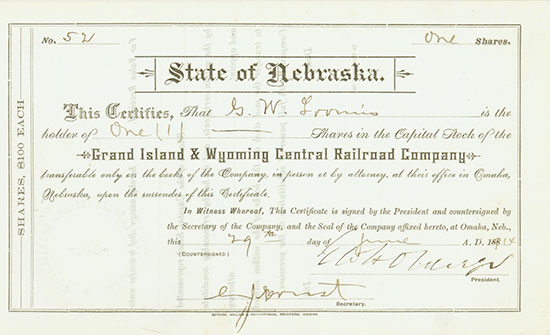 No. 52 One Shares.
State of Nebraska.
This Certifies, That G. W. Loomis is the
holder of One (1) Shares in the Capital Stock of the
Grand Island & Wyoming Central Railroad Company
transferable only on the books of the Company, in person or by attorney, at their office in Omaha,
Nebraska, upon the surrender of this Certificate.
In Witness Whereof, This Certificate is signed by the President and countersigned by
the Secretary of the Company, and the Seal of the Company affixed hereto, at Omaha, Neb.,
this 29th day of June A. D. 188
(COUNTERSIGNED)
President.
Secretary.
SHARES, $100 EACH